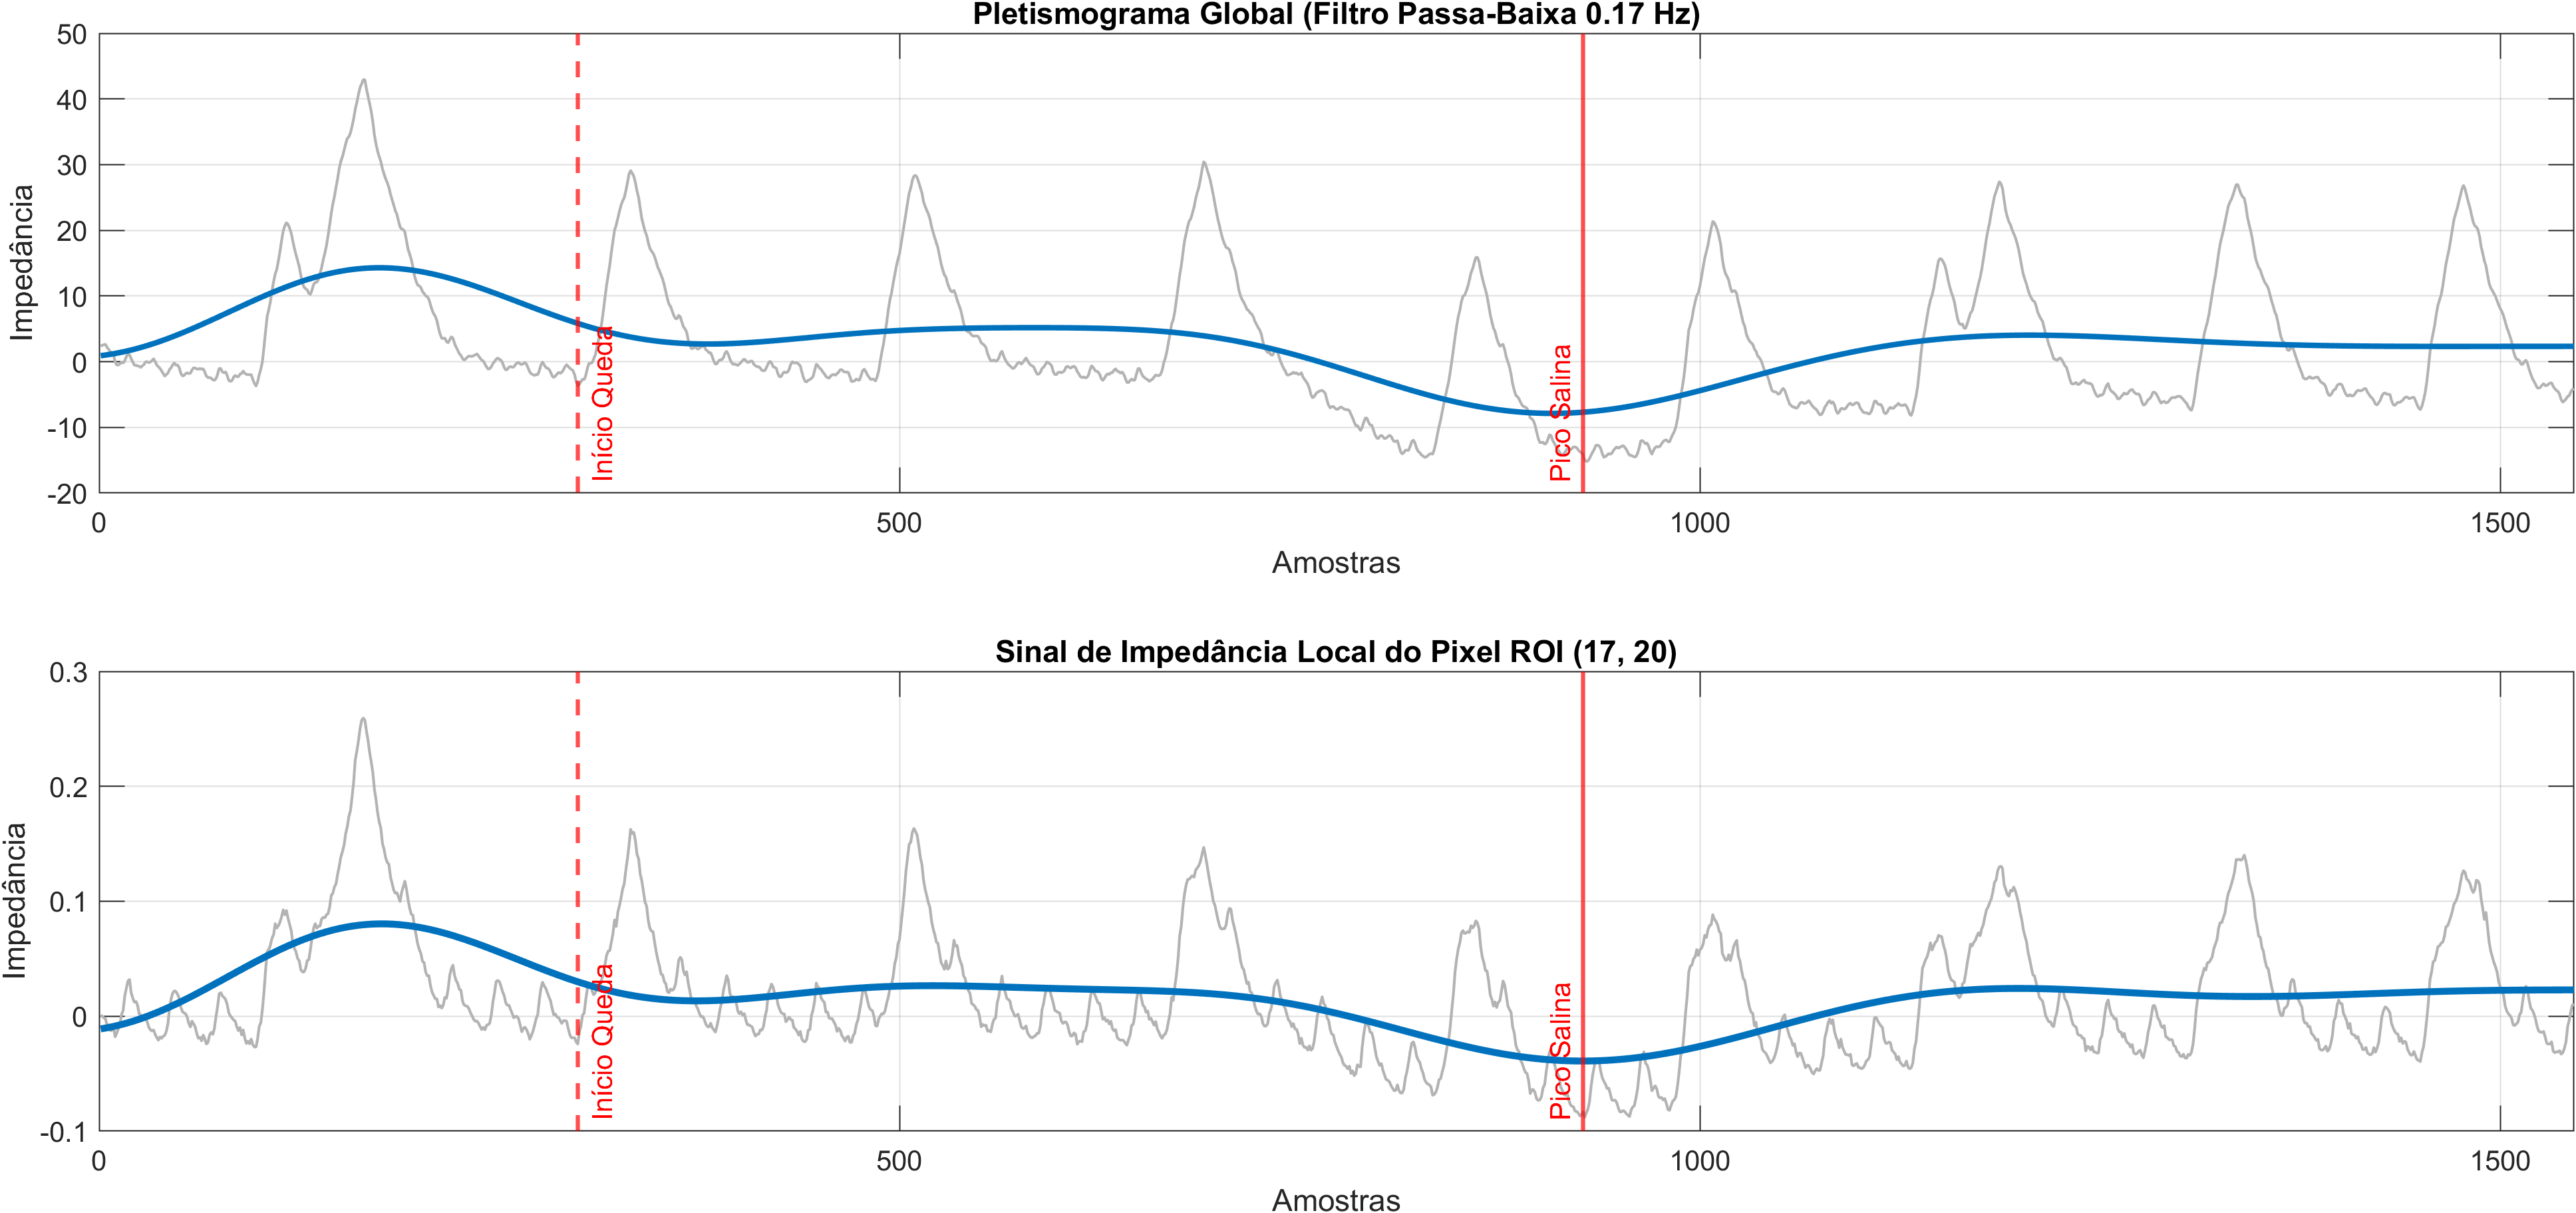 Pletismograma Global (Filtro Passa-Baixa 0.17 Hz)
50
40
30
20
10
0
-10
-20
Impedância
Início Queda
Pico Salina
0
500
1000
1500
Amostras
Sinal de Impedância Local do Pixel ROI (17, 20)
0.3
0.2
0.1
0
-0.1
Impedância
Início Queda
Pico Salina
0
500
1000
1500
Amostras